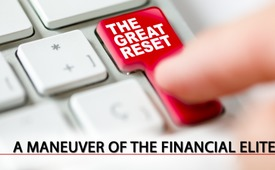 THE
GREAT
RESET
A MANEUVER OF THE FINANCIAL ELITE